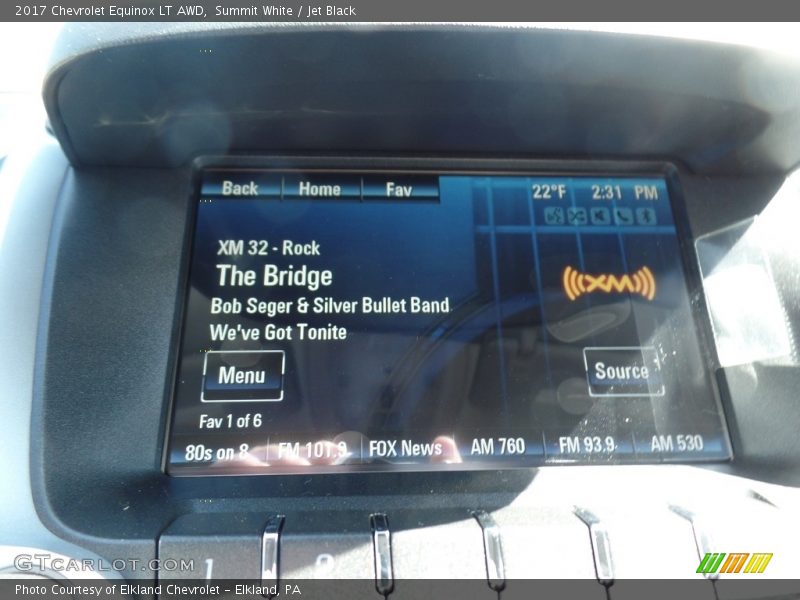 2017 Chevrolet Equinox LT AWD, Summit White / Jet Black
Back Home Fav 22°F 2:31 PM
XM 32 - Rock
The Bridge
((( XM )))
Bob Seger & Silver Bullet Band
We've Got Tonite
Menu Source
Fav 1 of 6
80s on 8 FM 101.9 FOX News AM 760 FM 93.9 AM 530
1 2
GTCARLOT.COM
Photo Courtesy of Elkland Chevrolet - Elkland, PA